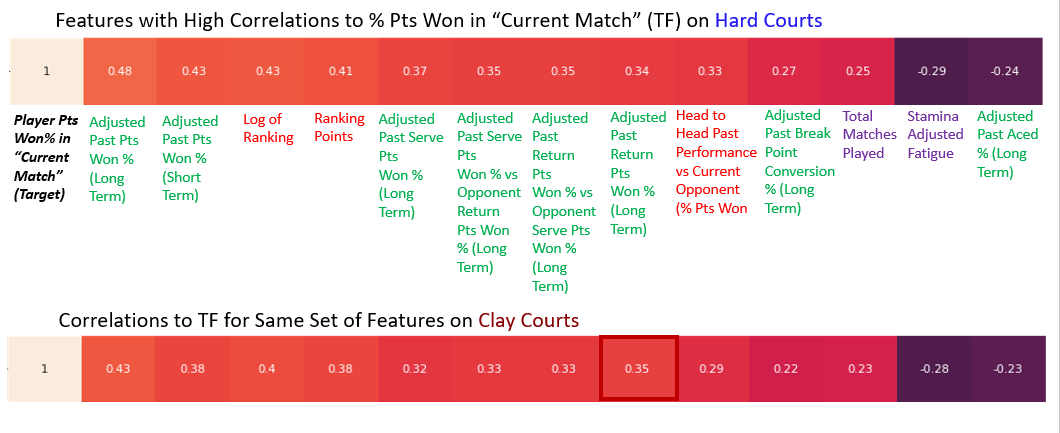 Features with High Correlations to % Pts Won in “Current Match” (TF) on Hard Courts
1
0.48
0.43
0.43
0.41
0.37
0.35
0.35
0.34
0.33
0.27
0.25
-0.29
-0.24
Player Pts
Won% in
“Current
Match”
(Target)
Adjusted
Past Pts
Won %
(Long
Term)
Adjusted
Past Pts
Won %
(Short
Term)
Log of
Ranking
Ranking
Points
Adjusted
Past Serve
Pts
Won %
(Long
Term)
Adjusted
Past Serve
Pts
Won % vs
Opponent
Return
Pts Won
% (Long
Term)
Adjusted
Past
Return
Pts
Won % vs
Opponent
Serve Pts
Won %
(Long
Term)
Adjusted
Past
Return
Pts
Won %
(Long
Term)
Head to
Head Past
Performance
vs Current
Opponent
(% Pts Won
Adjusted
Past Break
Point
Conversion
% (Long
Term)
Total
Matches
Played
Stamina
Adjusted
Fatigue
Adjusted
Past Aced
% (Long
Term)
Correlations to TF for Same Set of Features on Clay Courts
1
0.43
0.38
0.4
0.38
0.32
0.33
0.33
0.35
0.29
0.22
0.23
-0.28
-0.23